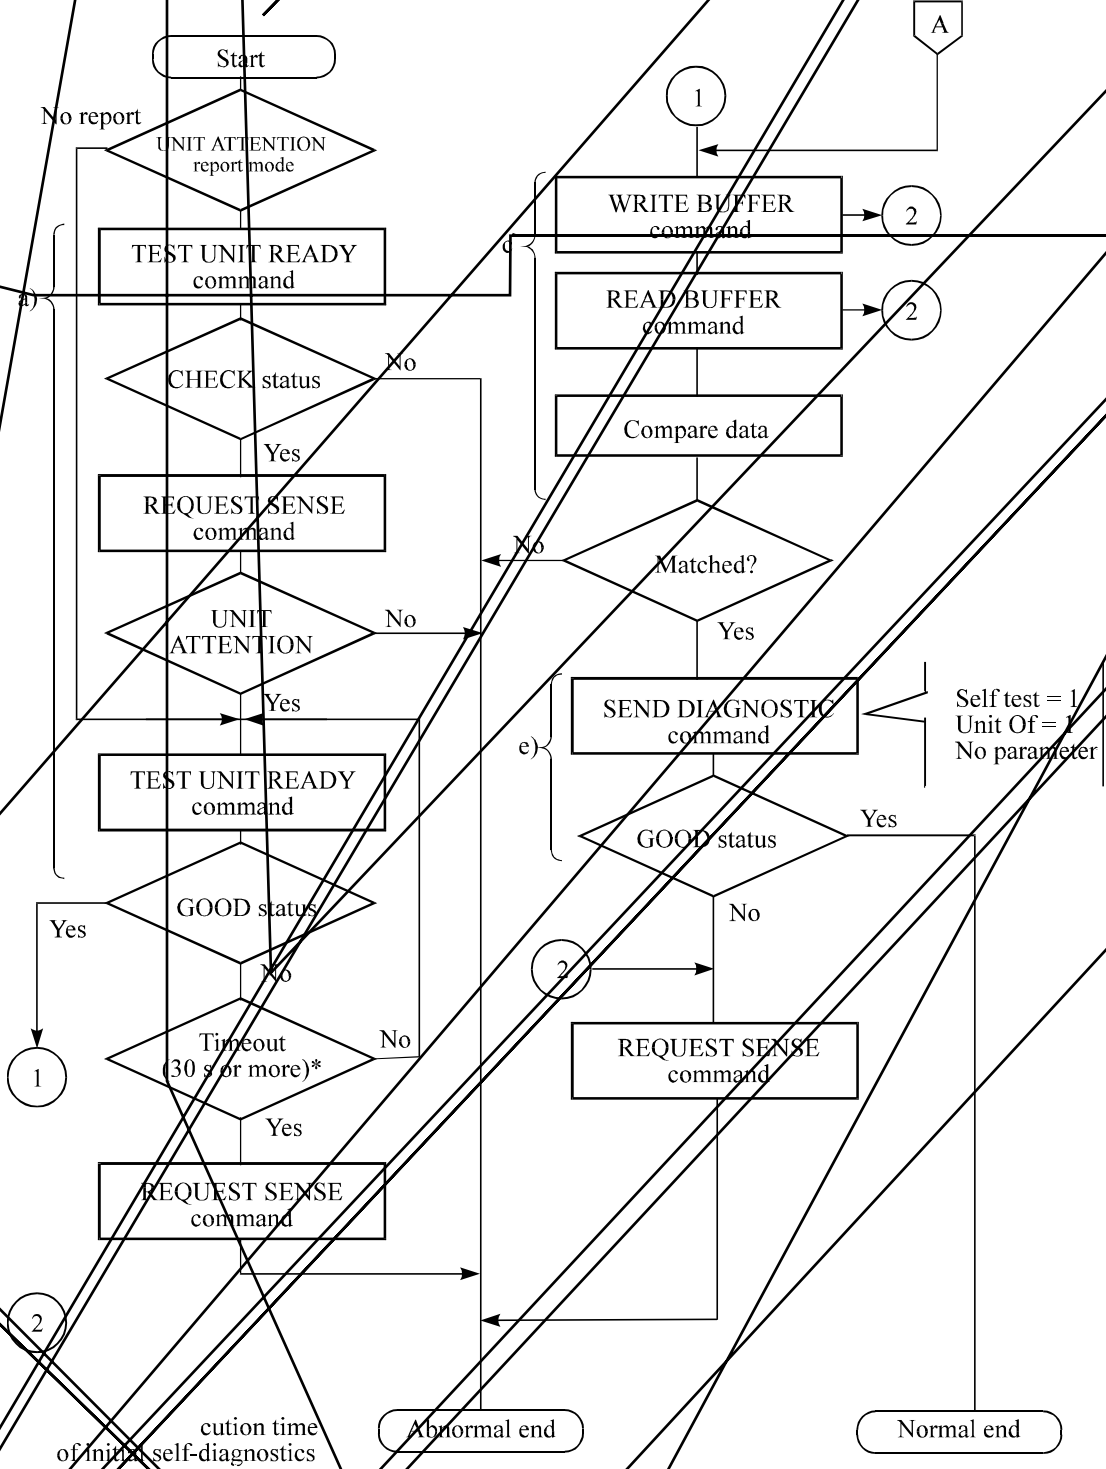 Start
No report
UNIT ATTENTION
report mode
a)
TEST UNIT READY
command
CHECK status
No
Yes
REQUEST SENSE
command
UNIT
ATTENTION
No
Yes
TEST UNIT READY
command
GOOD status
Yes
No
1
Timeout
(30 s or more)*
No
Yes
REQUEST SENSE
command
2
cution time
of initial self-diagnostics
Abnormal end
A
1
WRITE BUFFER
command
2
c
READ BUFFER
command
2
Compare data
Matched?
No
Yes
e)
SEND DIAGNOSTIC
command
Self test = 1
Unit Of = 1
No parameter
GOOD status
Yes
No
2
REQUEST SENSE
command
Normal end